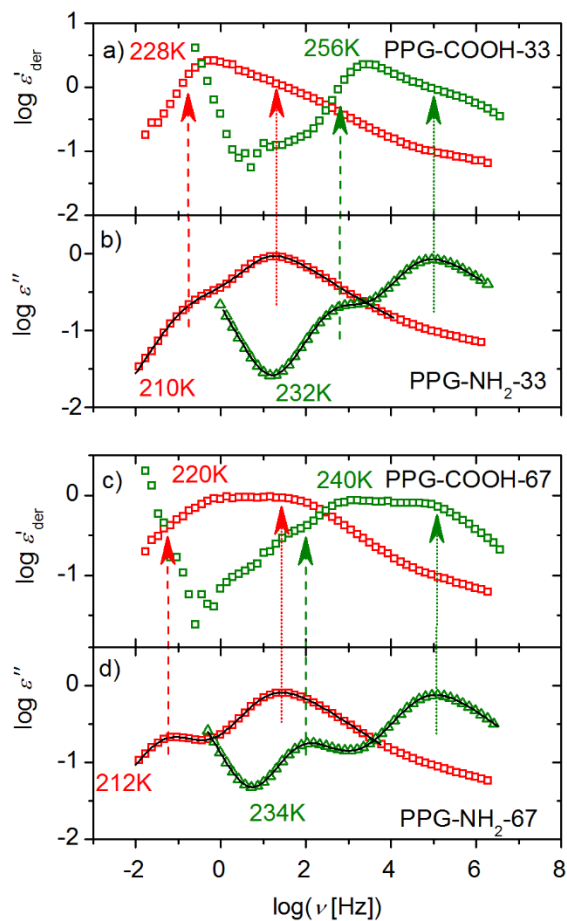 a) 228K 256K PPG-COOH-33
log ε'der
1
0
-1
-2
b)
log ε''
0
-1
-2
210K 232K PPG-NH2-33
c) 220K 240K PPG-COOH-67
log ε'der
0
-1
d)
log ε''
0
-1
-2
212K 234K PPG-NH2-67
-2 0 2 4 6 8
log(ν [Hz])